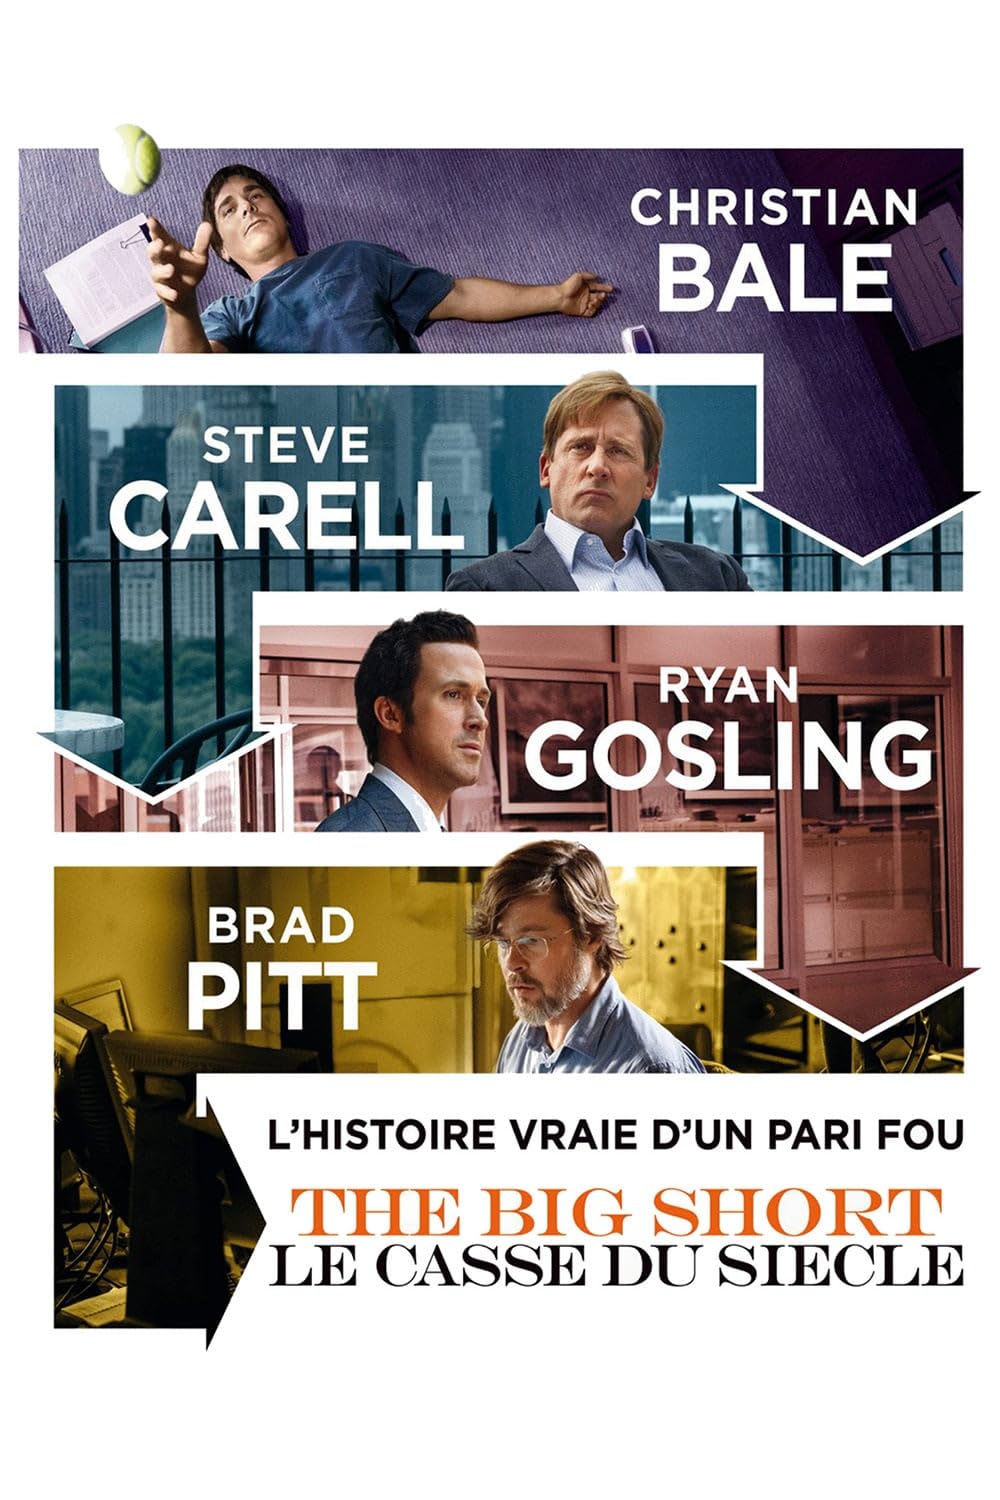 CHRISTIAN
BALE
STEVE
CARELL
RYAN
GOSLING
BRAD
PITT
L'HISTOIRE VRAIE D'UN PARI FOU
THE BIG SHORT
LE CASSE DU SIECLE